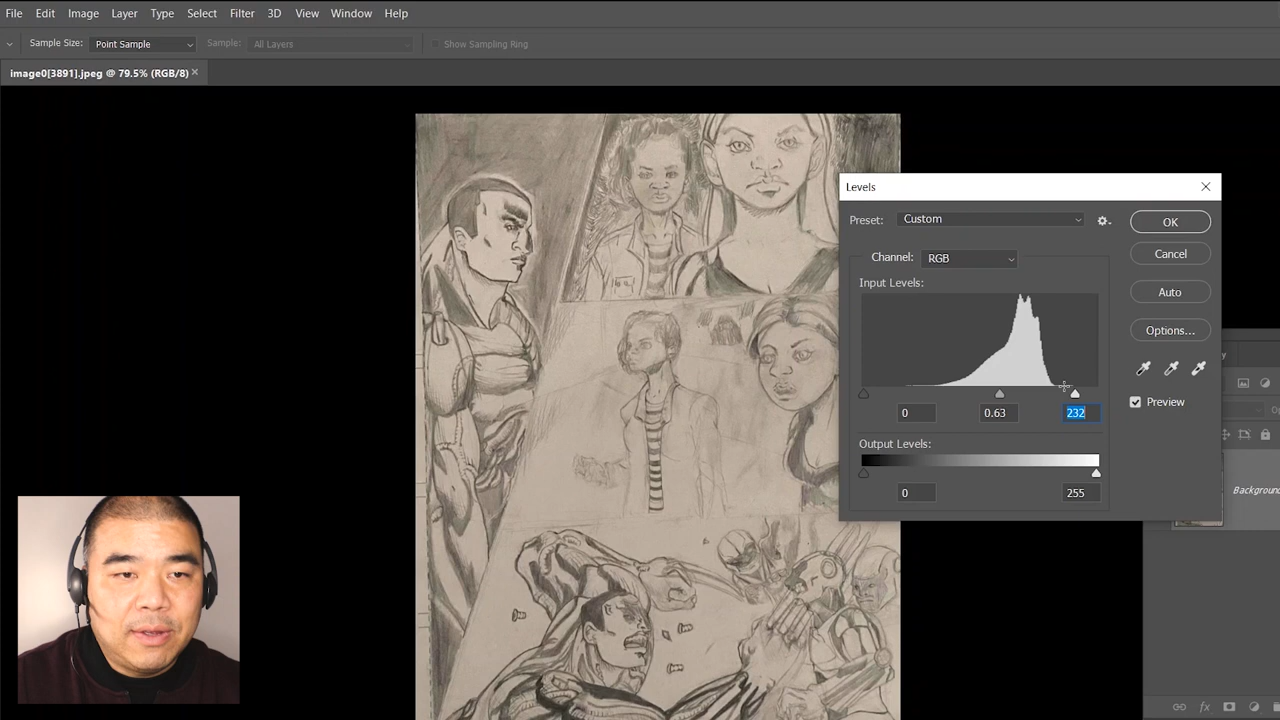 File Edit Image Layer Type Select Filter 3D View Window Help
Sample Size: Point Sample Sample: All Layers Show Sampling Ring
image0[3891].jpeg @ 79.5% (RGB/8) ×
Levels
Preset: Custom
OK
Channel: RGB
Cancel
Input Levels:
Auto
Options...
Preview
0 0.63 232
Output Levels:
0 255
Background
fx